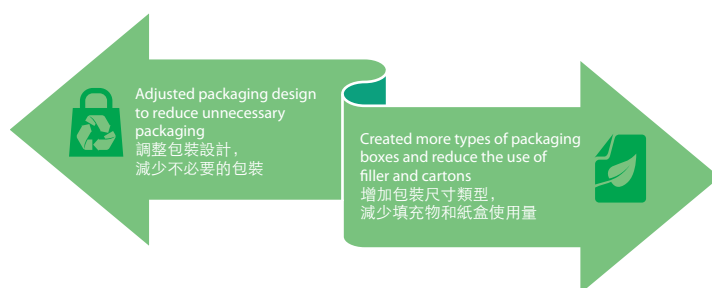 Adjusted packaging design
to reduce unnecessary
packaging
調整包裝設計，
減少不必要的包裝
Created more types of packaging
boxes and reduce the use of
filler and cartons
增加包裝尺寸類型，
減少填充物和紙盒使用量